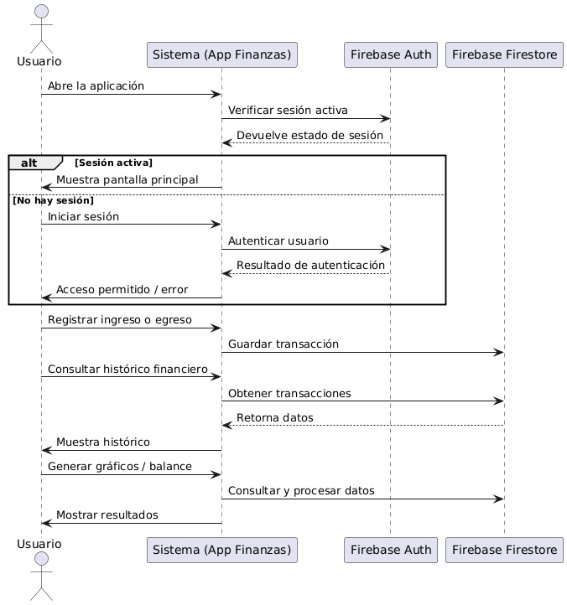 Usuario
Sistema (App Finanzas)
Firebase Auth
Firebase Firestore
Abre la aplicación
Verificar sesión activa
Devuelve estado de sesión
alt
[Sesión activa]
Muestra pantalla principal
[No hay sesión]
Iniciar sesión
Autenticar usuario
Resultado de autenticación
Acceso permitido / error
Registrar ingreso o egreso
Guardar transacción
Consultar histórico financiero
Obtener transacciones
Retorna datos
Muestra histórico
Generar gráficos / balance
Consultar y procesar datos
Mostrar resultados
Usuario
Sistema (App Finanzas)
Firebase Auth
Firebase Firestore